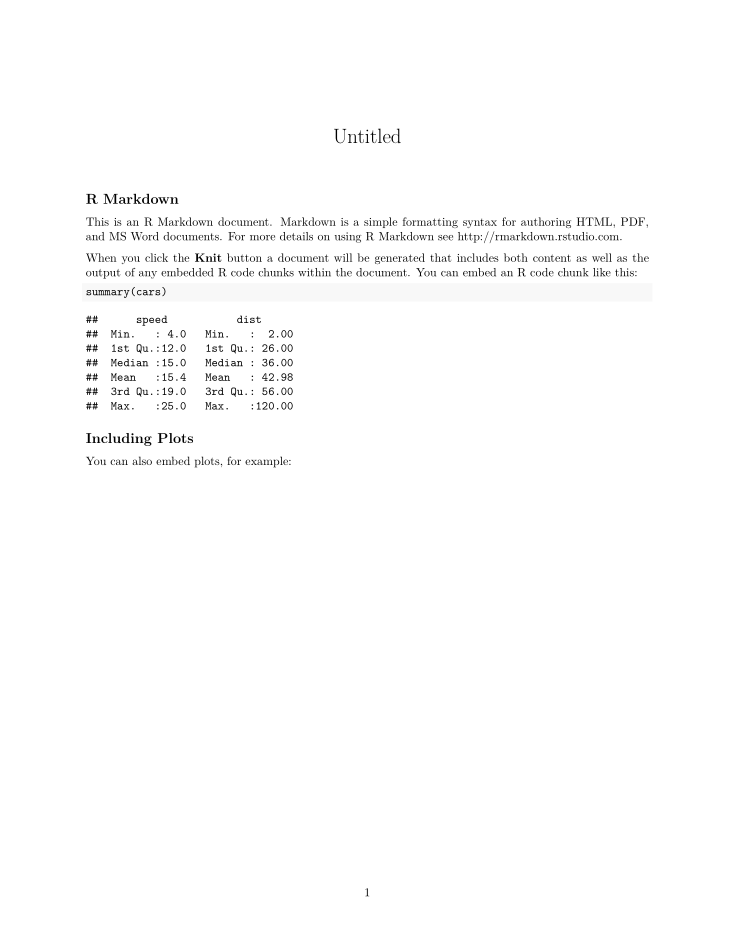 Untitled
R Markdown
This is an R Markdown document. Markdown is a simple formatting syntax for authoring HTML, PDF,
and MS Word documents. For more details on using R Markdown see http://rmarkdown.rstudio.com.
When you click the Knit button a document will be generated that includes both content as well as the
output of any embedded R code chunks within the document. You can embed an R code chunk like this:
summary(cars)
##      speed           dist
##  Min.   : 4.0   Min.   :  2.00
##  1st Qu.:12.0   1st Qu.: 26.00
##  Median :15.0   Median : 36.00
##  Mean   :15.4   Mean   : 42.98
##  3rd Qu.:19.0   3rd Qu.: 56.00
##  Max.   :25.0   Max.   :120.00
Including Plots
You can also embed plots, for example:
1